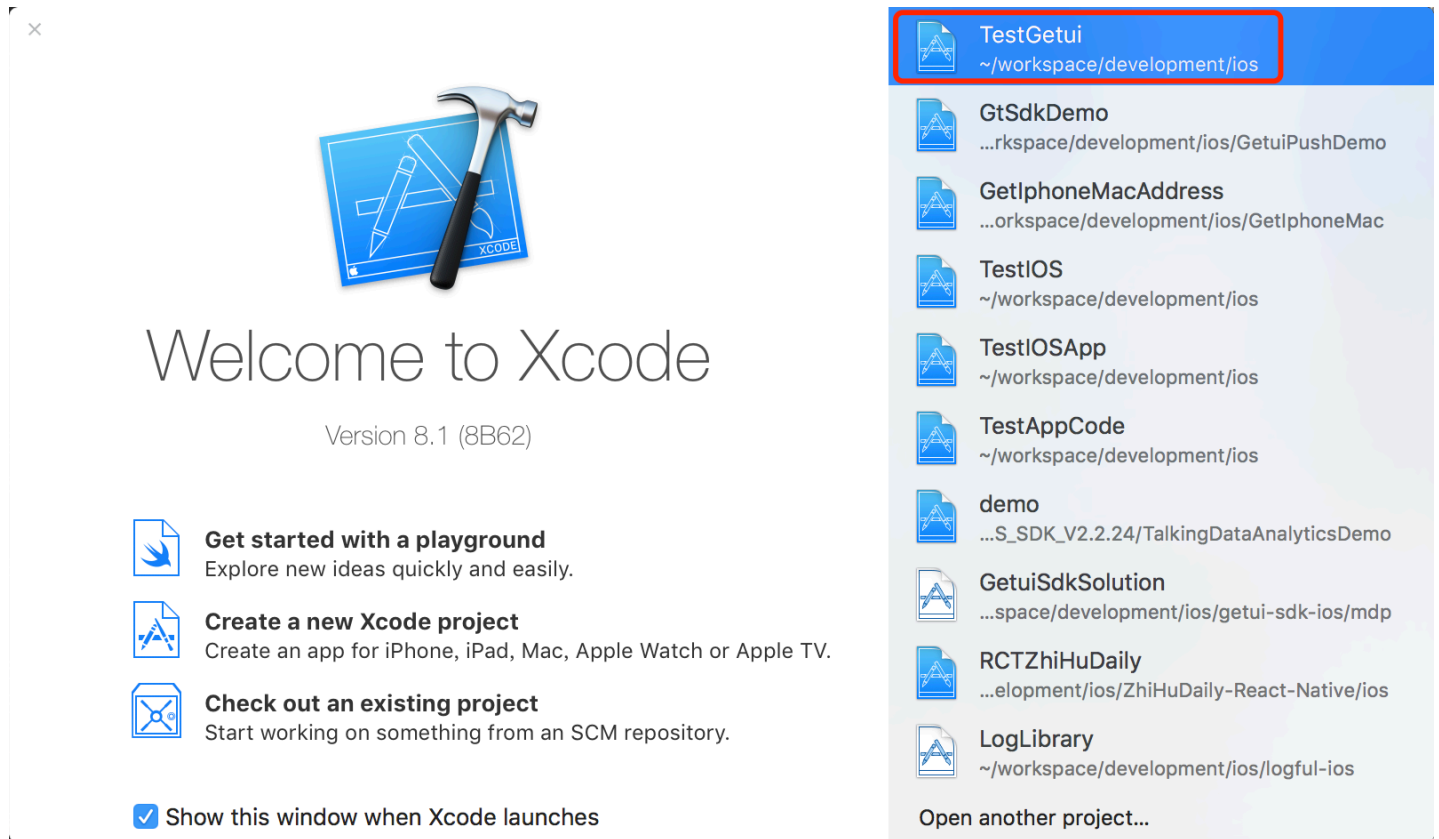 XCODE
Welcome to Xcode
Version 8.1 (8B62)
Get started with a playground
Explore new ideas quickly and easily.
Create a new Xcode project
Create an app for iPhone, iPad, Mac, Apple Watch or Apple TV.
Check out an existing project
Start working on something from an SCM repository.
Show this window when Xcode launches
TestGetui
~/workspace/development/ios
GtSdkDemo
...rkspace/development/ios/GetuiPushDemo
GetIphoneMacAddress
...orkspace/development/ios/GetIphoneMac
TestIOS
~/workspace/development/ios
TestIOSApp
~/workspace/development/ios
TestAppCode
~/workspace/development/ios
demo
...S_SDK_V2.2.24/TalkingDataAnalyticsDemo
GetuiSdkSolution
...space/development/ios/getui-sdk-ios/mdp
RCTZhiHuDaily
...elopment/ios/ZhiHuDaily-React-Native/ios
LogLibrary
~/workspace/development/ios/logful-ios
Open another project...